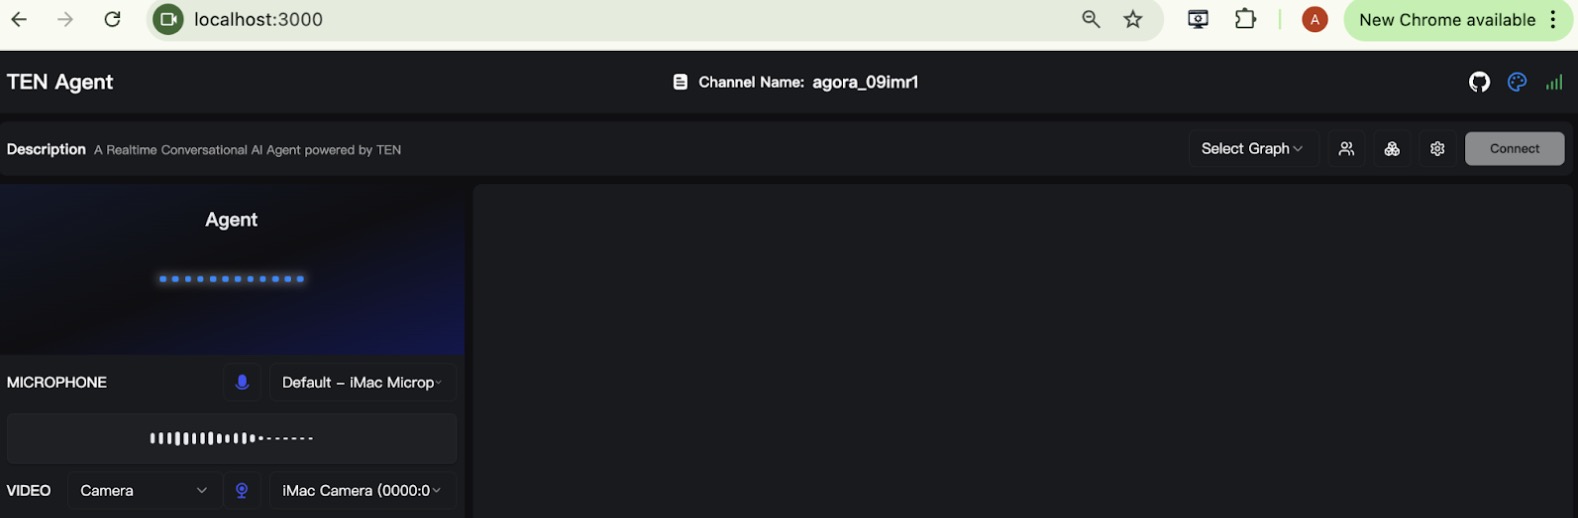 localhost:3000
A
New Chrome available
TEN Agent
Channel Name: agora_09imr1
Description A Realtime Conversational AI Agent powered by TEN
Select Graph
Connect
Agent
MICROPHONE
Default - iMac Microp
VIDEO
Camera
iMac Camera (0000:0